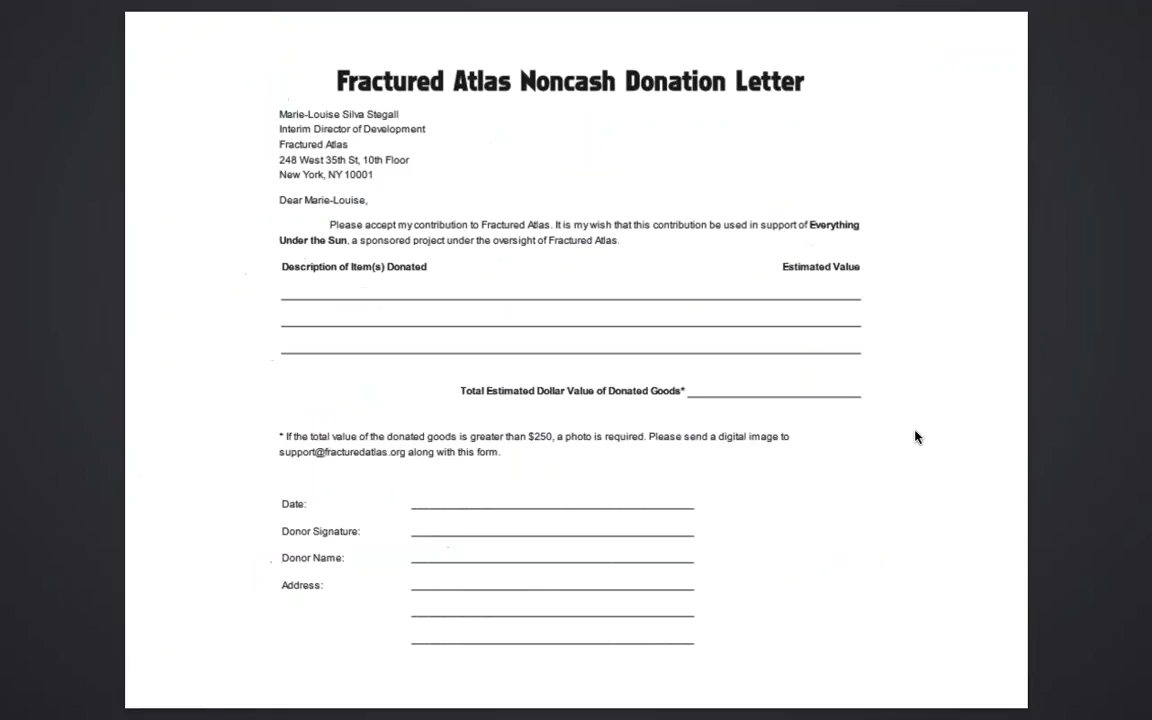 Fractured Atlas Noncash Donation Letter
Marie-Louise Silva Stegall
Interim Director of Development
Fractured Atlas
248 West 35th St, 10th Floor
New York, NY 10001
Dear Marie-Louise,
Please accept my contribution to Fractured Atlas. It is my wish that this contribution be used in support of Everything
Under the Sun, a sponsored project under the oversight of Fractured Atlas.
Description of Item(s) Donated Estimated Value
Total Estimated Dollar Value of Donated Goods*
* If the total value of the donated goods is greater than $250, a photo is required. Please send a digital image to
support@fracturedatlas.org along with this form.
Date:
Donor Signature:
Donor Name:
Address: